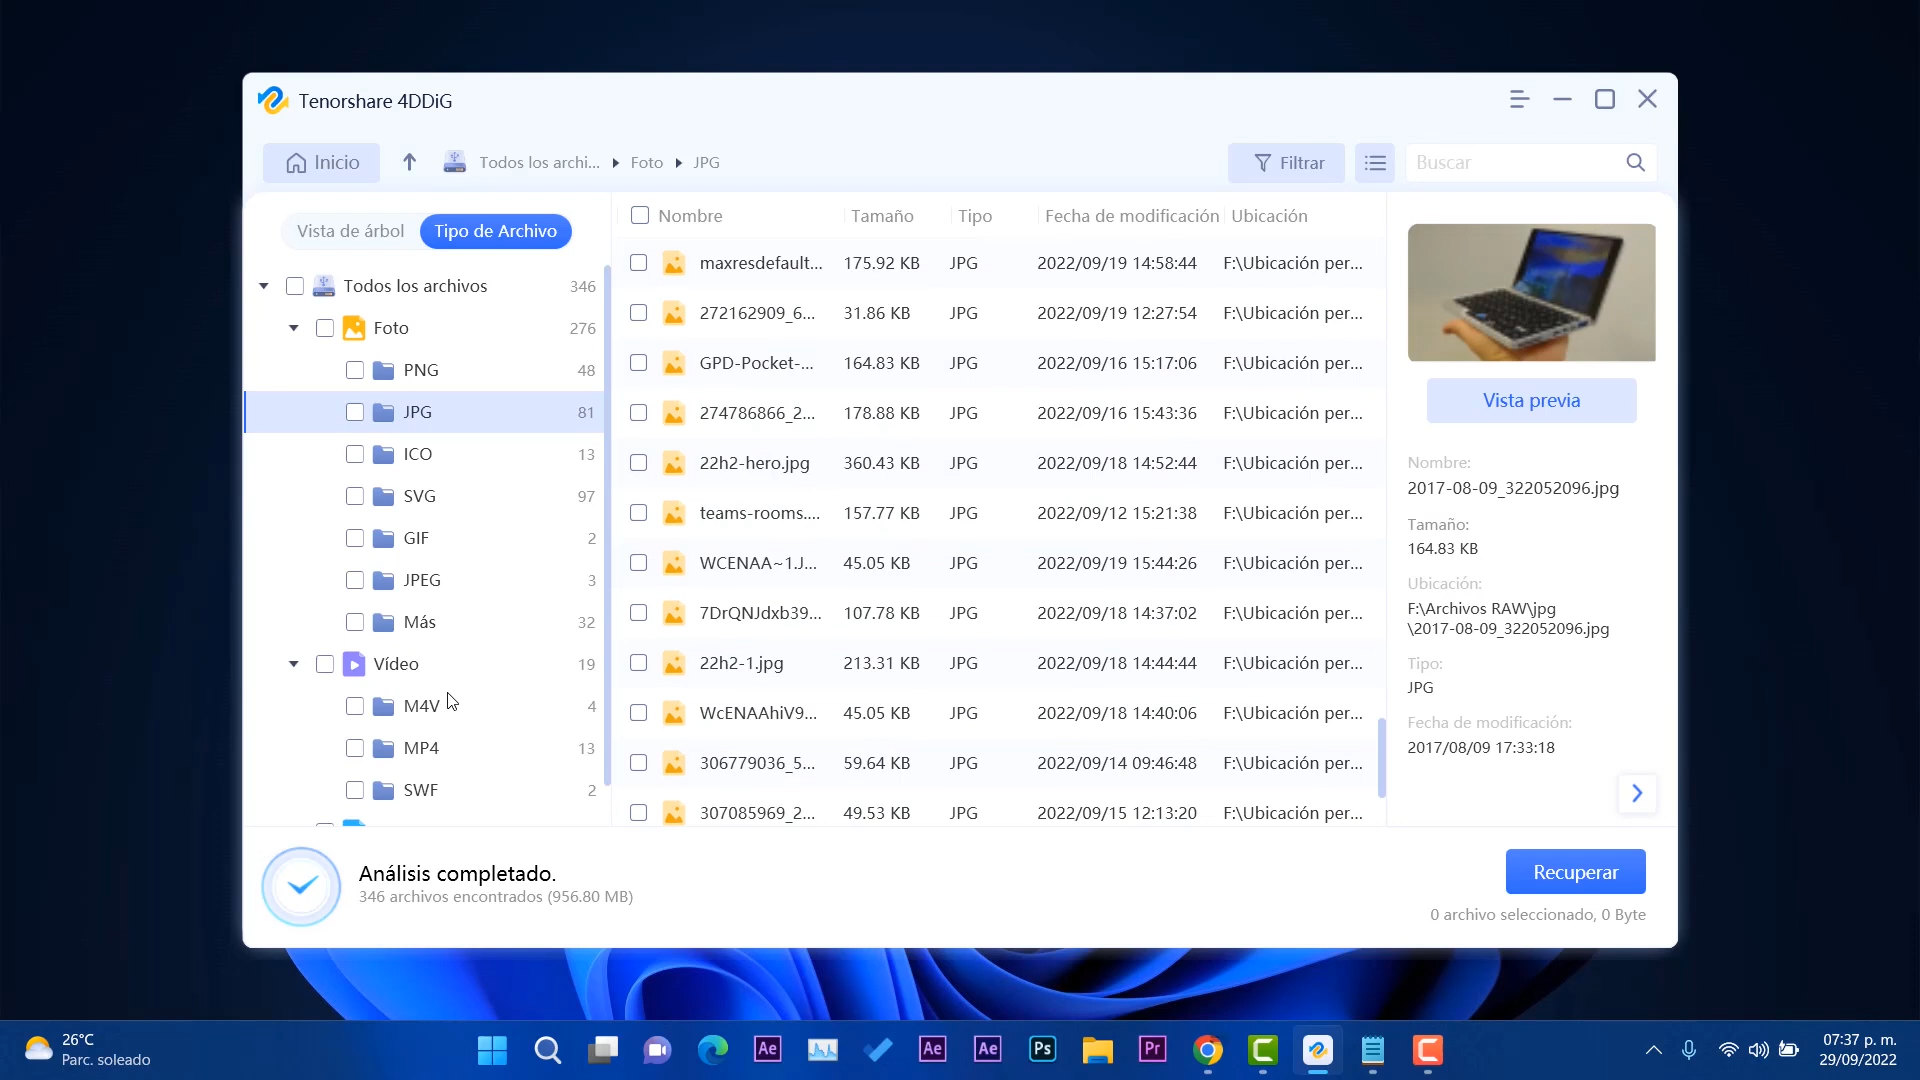 Tenorshare 4DDiG
Inicio
Todos los archi...
Foto
JPG
Filtrar
Buscar
Vista de árbol
Tipo de Archivo
Todos los archivos 346
Foto 276
PNG 48
JPG 81
ICO 13
SVG 97
GIF 2
JPEG 3
Más 32
Vídeo 19
M4V 4
MP4 13
SWF 2
Nombre Tamaño Tipo Fecha de modificación Ubicación
maxresdefault... 175.92 KB JPG 2022/09/19 14:58:44 F:\Ubicación per...
272162909_6... 31.86 KB JPG 2022/09/19 12:27:54 F:\Ubicación per...
GPD-Pocket-... 164.83 KB JPG 2022/09/16 15:17:06 F:\Ubicación per...
274786866_2... 178.88 KB JPG 2022/09/16 15:43:36 F:\Ubicación per...
22h2-hero.jpg 360.43 KB JPG 2022/09/18 14:52:44 F:\Ubicación per...
teams-rooms.... 157.77 KB JPG 2022/09/12 15:21:38 F:\Ubicación per...
WCENAA~1.J... 45.05 KB JPG 2022/09/19 15:44:26 F:\Ubicación per...
7DrQNJdxb39... 107.78 KB JPG 2022/09/18 14:37:02 F:\Ubicación per...
22h2-1.jpg 213.31 KB JPG 2022/09/18 14:44:44 F:\Ubicación per...
WcENAAhiV9... 45.05 KB JPG 2022/09/18 14:40:06 F:\Ubicación per...
306779036_5... 59.64 KB JPG 2022/09/14 09:46:48 F:\Ubicación per...
307085969_2... 49.53 KB JPG 2022/09/15 12:13:20 F:\Ubicación per...
Vista previa
Nombre:
2017-08-09_322052096.jpg
Tamaño:
164.83 KB
Ubicación:
F:\Archivos RAW\jpg
\2017-08-09_322052096.jpg
Tipo:
JPG
Fecha de modificación:
2017/08/09 17:33:18
Análisis completado.
346 archivos encontrados (956.80 MB)
Recuperar
0 archivo seleccionado, 0 Byte
26°C
Parc. soleado
Ae
Ae
Ae
Ps
Pr
07:37 p. m.
29/09/2022